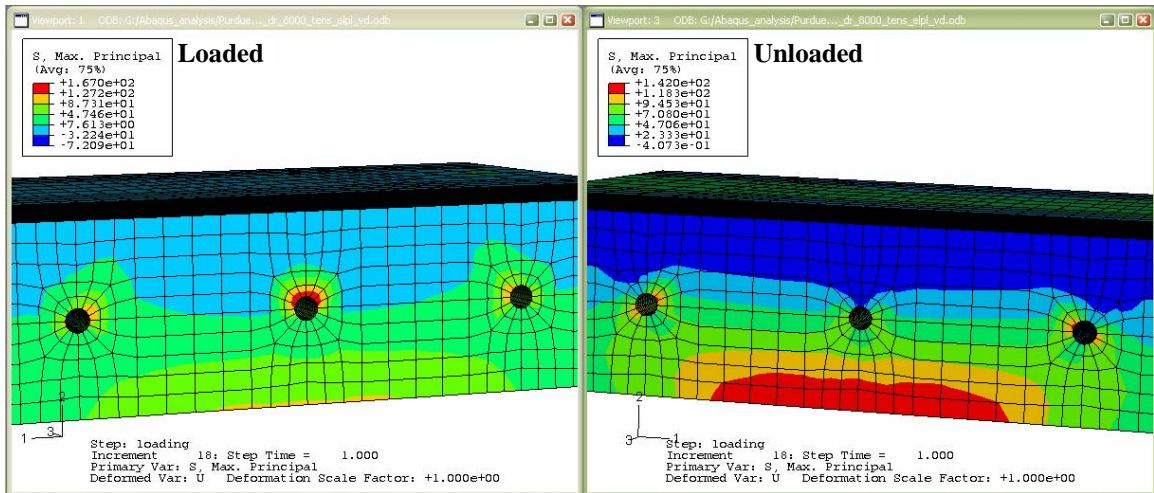 Viewport: 1 ODB: G:/Abaqus_analysis/Purdue..._dr_8000_tens_elpl_vd.odb
Loaded
S, Max. Principal
(Avg: 75%)
+1.670e+02
+1.272e+02
+8.731e+01
+4.746e+01
+7.613e+00
-3.224e+01
-7.209e+01
2
1
3
Step: loading
Increment 18: Step Time = 1.000
Primary Var: S, Max. Principal
Deformed Var: U Deformation Scale Factor: +1.000e+00
Viewport: 3 ODB: G:/Abaqus_analysis/Purdue..._dr_8000_tens_elpl_vd.odb
Unloaded
S, Max. Principal
(Avg: 75%)
+1.420e+02
+1.183e+02
+9.453e+01
+7.080e+01
+4.706e+01
+2.333e+01
-4.073e-01
2
3
1
Step: loading
Increment 18: Step Time = 1.000
Primary Var: S, Max. Principal
Deformed Var: U Deformation Scale Factor: +1.000e+00